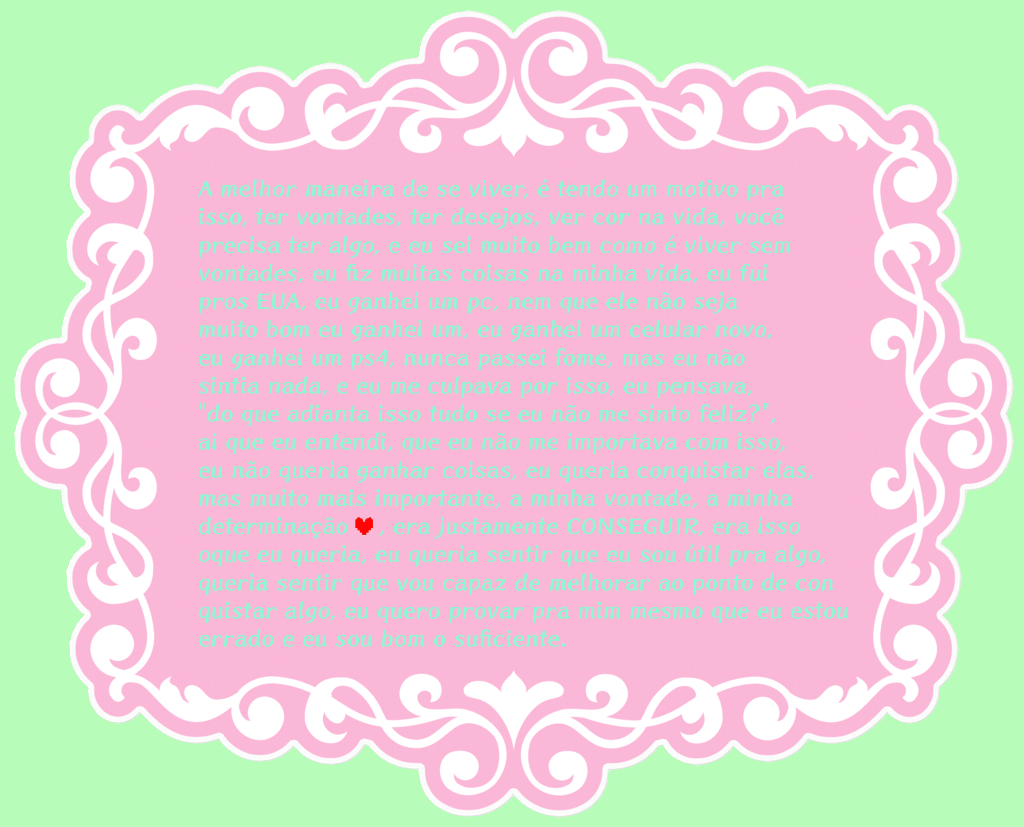 A melhor maneira de se viver, é tendo um motivo pra
isso, ter vontades, ter desejos, ver cor na vida, você
precisa ter algo, e eu sei muito bem como é viver sem
vontades, eu fiz muitas coisas na minha vida, eu fui
pros EUA, eu ganhei um pc, nem que ele não seja
muito bom eu ganhei um, eu ganhei um celular novo,
eu ganhei um ps4, nunca passei fome, mas eu não
sintia nada, e eu me culpava por isso, eu pensava,
"do que adianta isso tudo se eu não me sinto feliz?",
ai que eu entendi, que eu não me importava com isso,
eu não queria ganhar coisas, eu queria conquistar elas,
mas muito mais importante, a minha vontade, a minha
determinação ❤, era justamente CONSEGUIR, era isso
oque eu queria, eu queria sentir que eu sou útil pra algo,
queria sentir que vou capaz de melhorar ao ponto de con
quistar algo, eu quero provar pra mim mesmo que eu estou
errado e eu sou bom o suficiente.